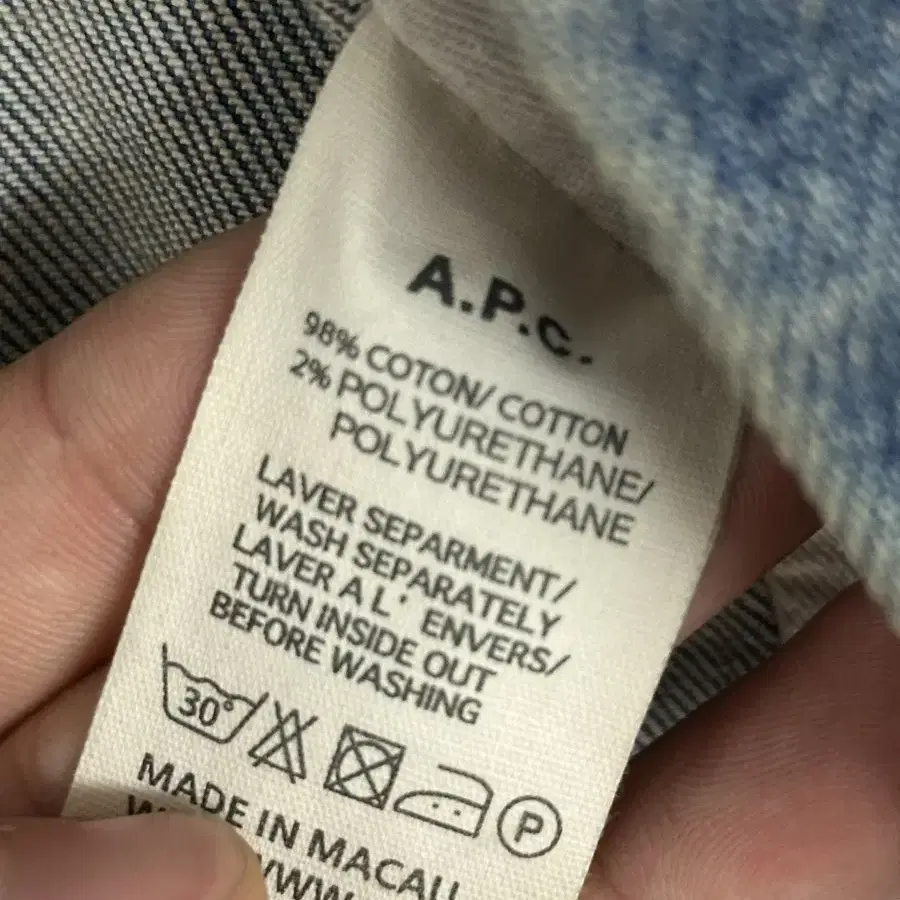 A.P.C.
98% COTON/ COTTON
2% POLYURETHANE/
POLYURETHANE
LAVER SEPARMENT/
WASH SEPARATELY
LAVER A L' ENVERS/
TURN INSIDE OUT
BEFORE WASHING
30°
P
MADE IN MACAU